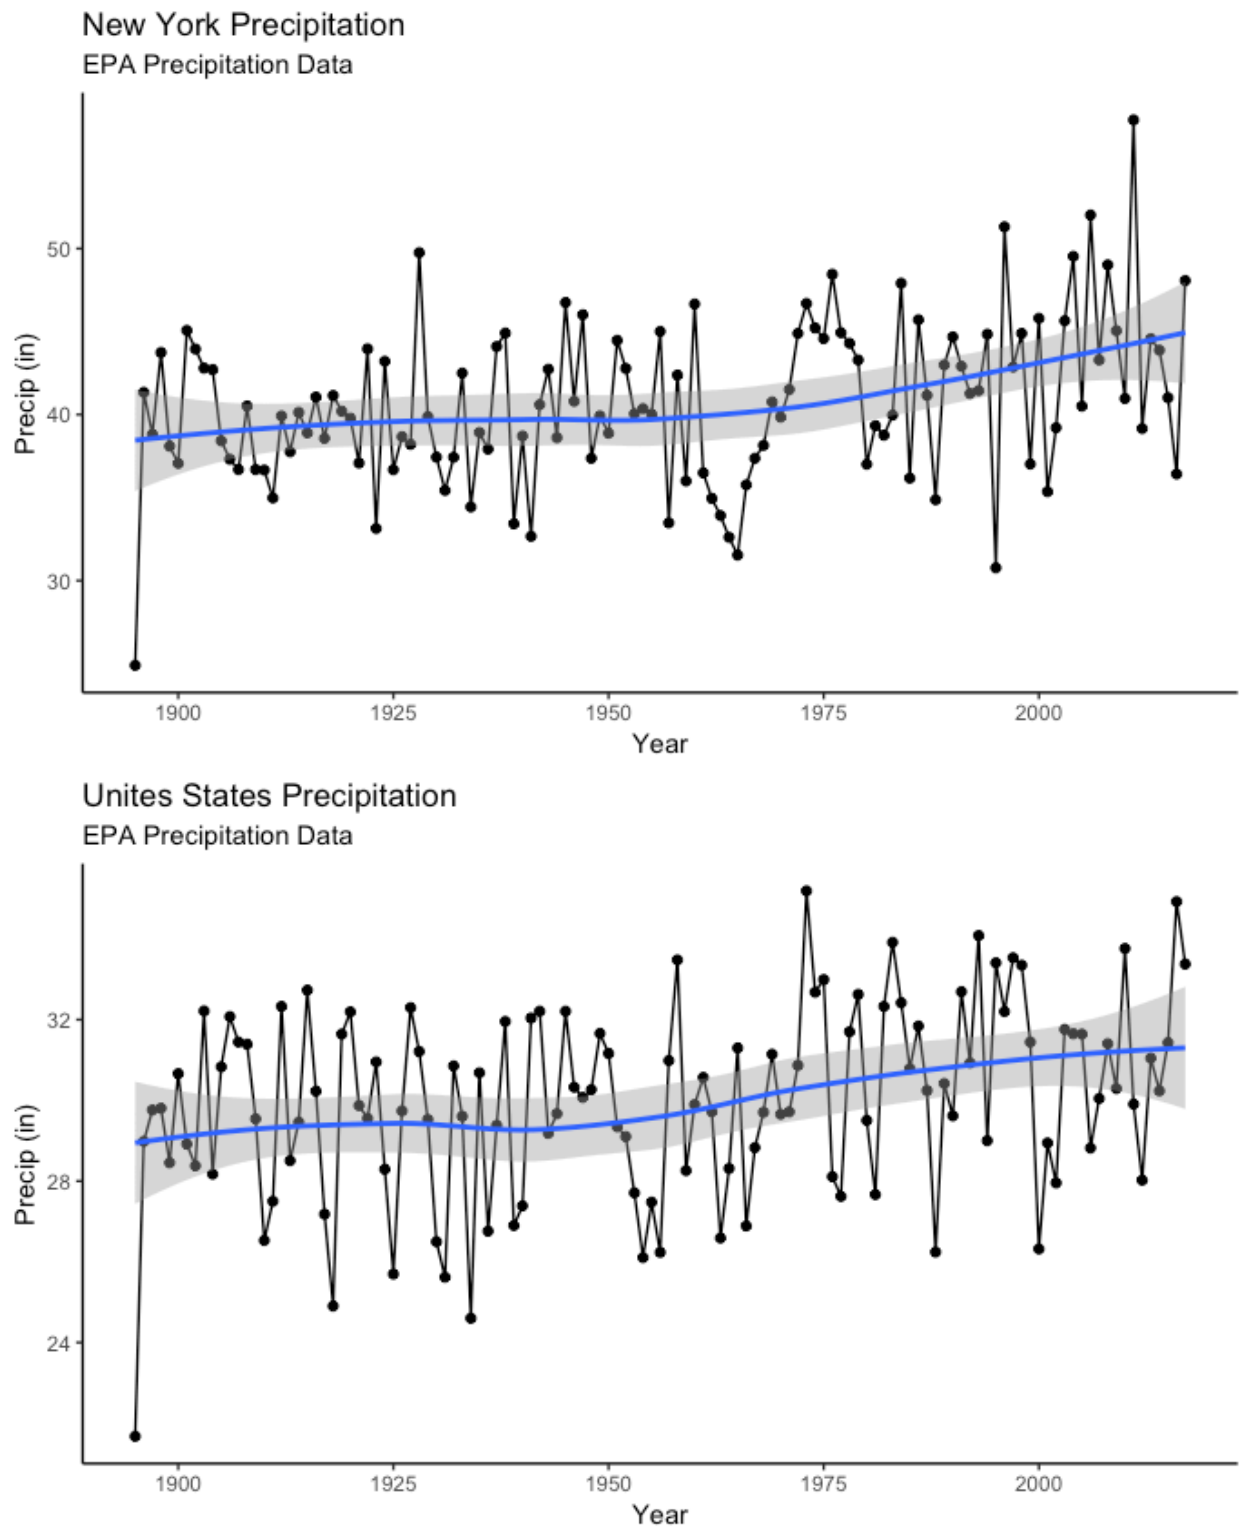 New York Precipitation
EPA Precipitation Data
Precip (in)
50
40
30
1900 1925 1950 1975 2000
Year
Unites States Precipitation
EPA Precipitation Data
Precip (in)
32
28
24
1900 1925 1950 1975 2000
Year